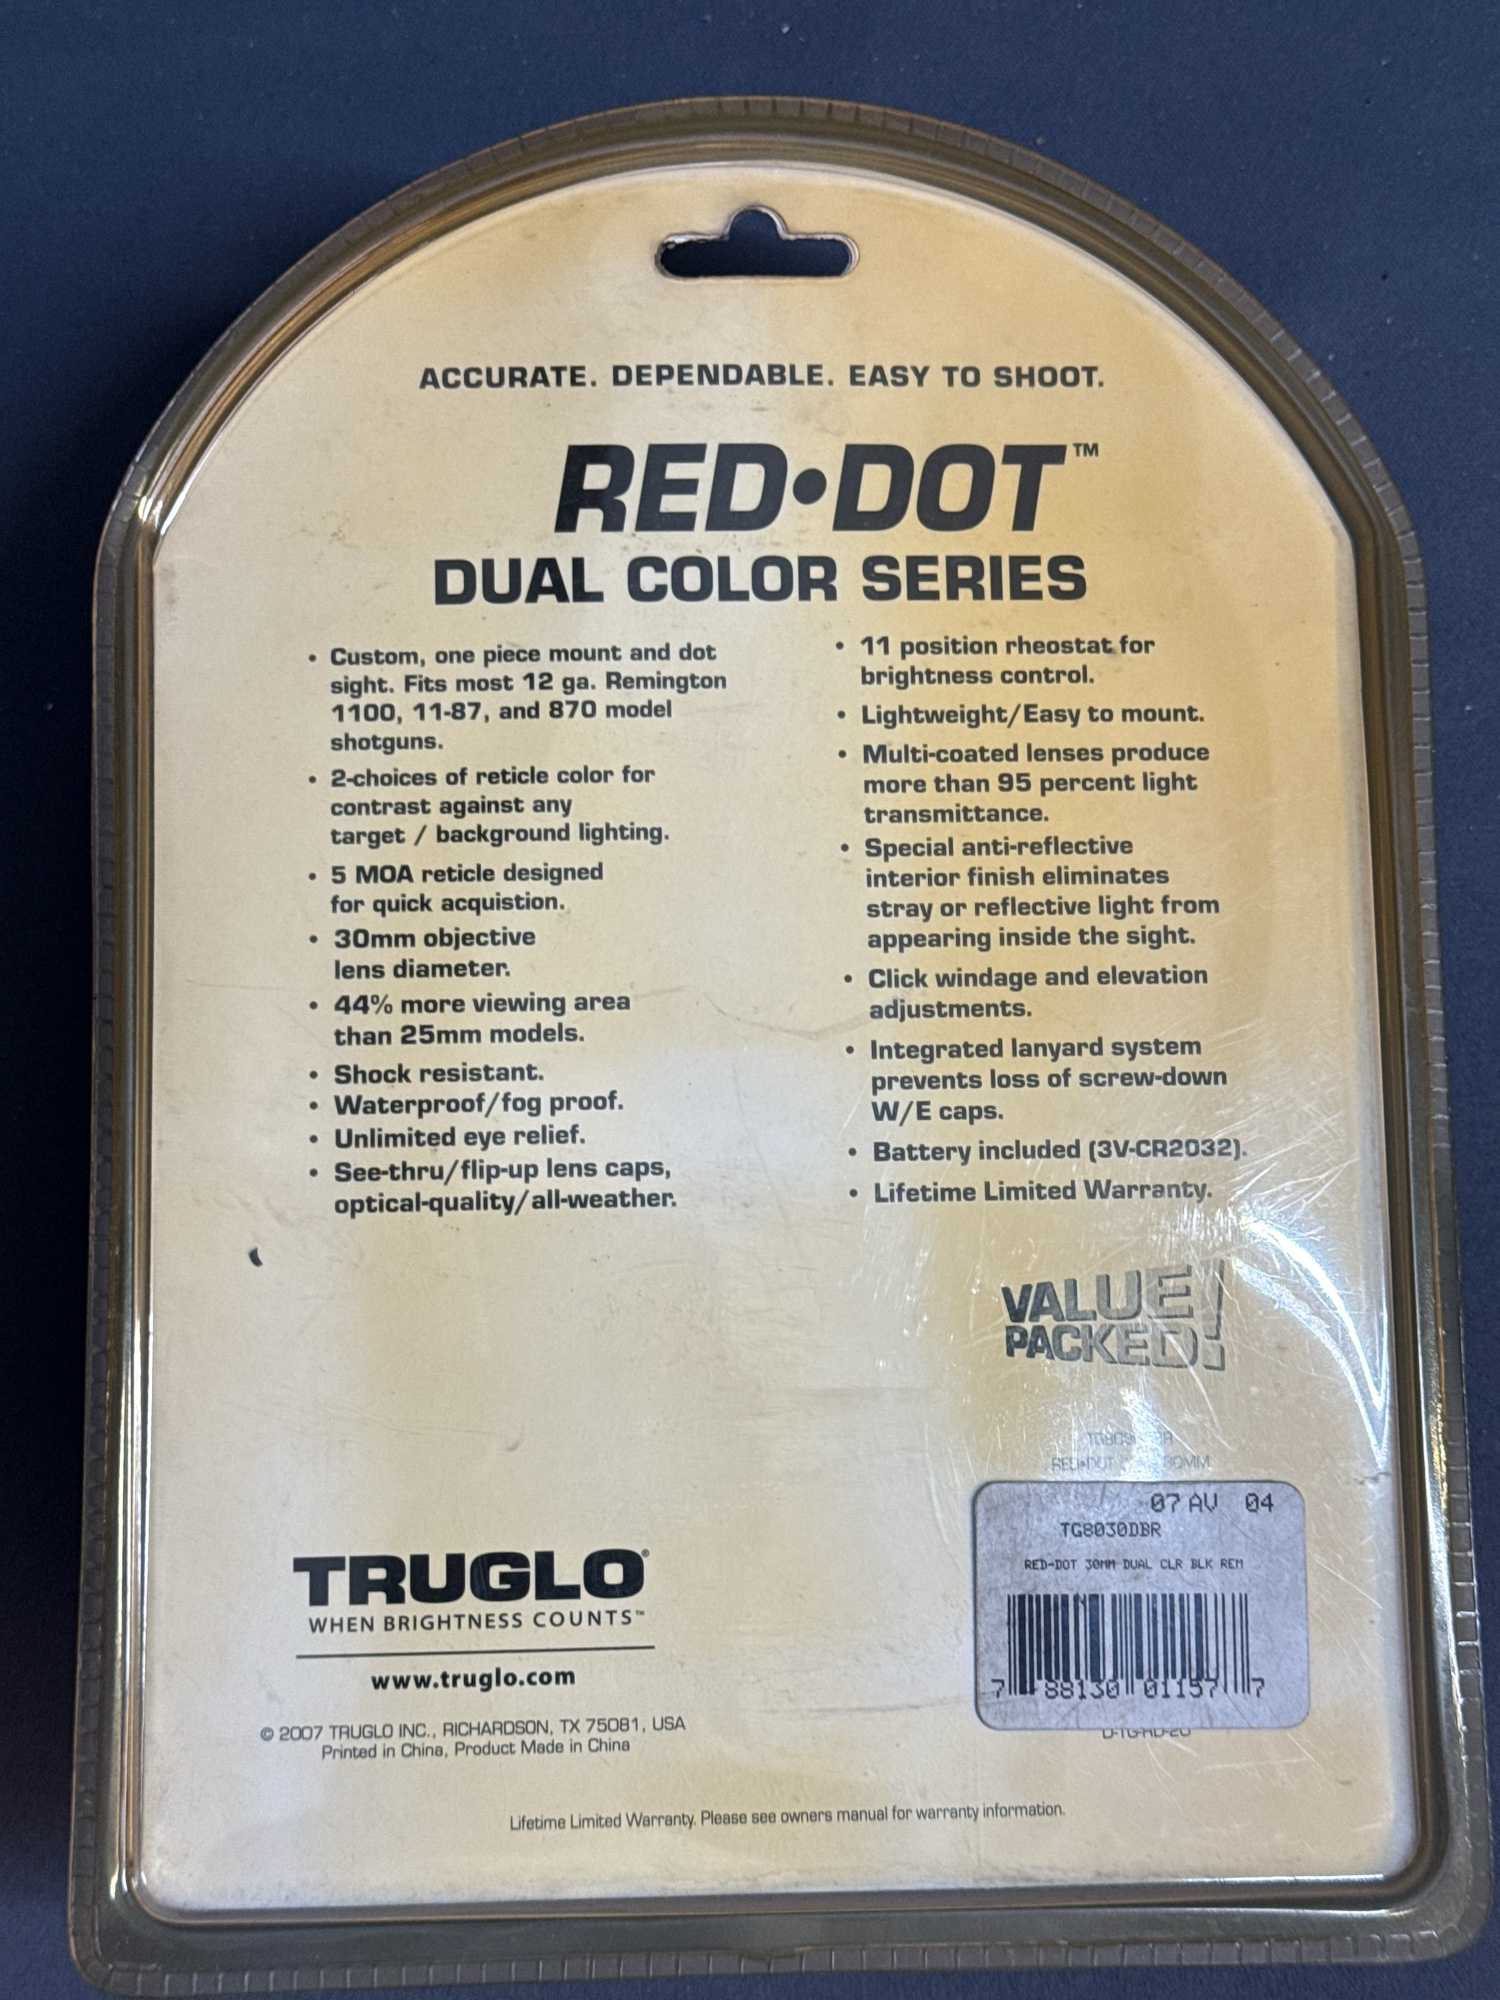 ACCURATE. DEPENDABLE. EASY TO SHOOT.
RED•DOT™
DUAL COLOR SERIES
• Custom, one piece mount and dot
sight. Fits most 12 ga. Remington
1100, 11-87, and 870 model
shotguns.
• 2-choices of reticle color for
contrast against any
target / background lighting.
• 5 MOA reticle designed
for quick acquistion.
• 30mm objective
lens diameter.
• 44% more viewing area
than 25mm models.
• Shock resistant.
• Waterproof/fog proof.
• Unlimited eye relief.
• See-thru/flip-up lens caps,
optical-quality/all-weather.
• 11 position rheostat for
brightness control.
• Lightweight/Easy to mount.
• Multi-coated lenses produce
more than 95 percent light
transmittance.
• Special anti-reflective
interior finish eliminates
stray or reflective light from
appearing inside the sight.
• Click windage and elevation
adjustments.
• Integrated lanyard system
prevents loss of screw-down
W/E caps.
• Battery included (3V-CR2032).
• Lifetime Limited Warranty.
VALUE
PACKED!
RED•DOT 30MM
07 AV 04
TG8030DBR
RED-DOT 30MM DUAL CLR BLK REM
7 88130 01157 7
TRUGLO®
WHEN BRIGHTNESS COUNTS™
www.truglo.com
© 2007 TRUGLO INC., RICHARDSON, TX 75081, USA
Printed in China, Product Made in China
Lifetime Limited Warranty. Please see owners manual for warranty information.